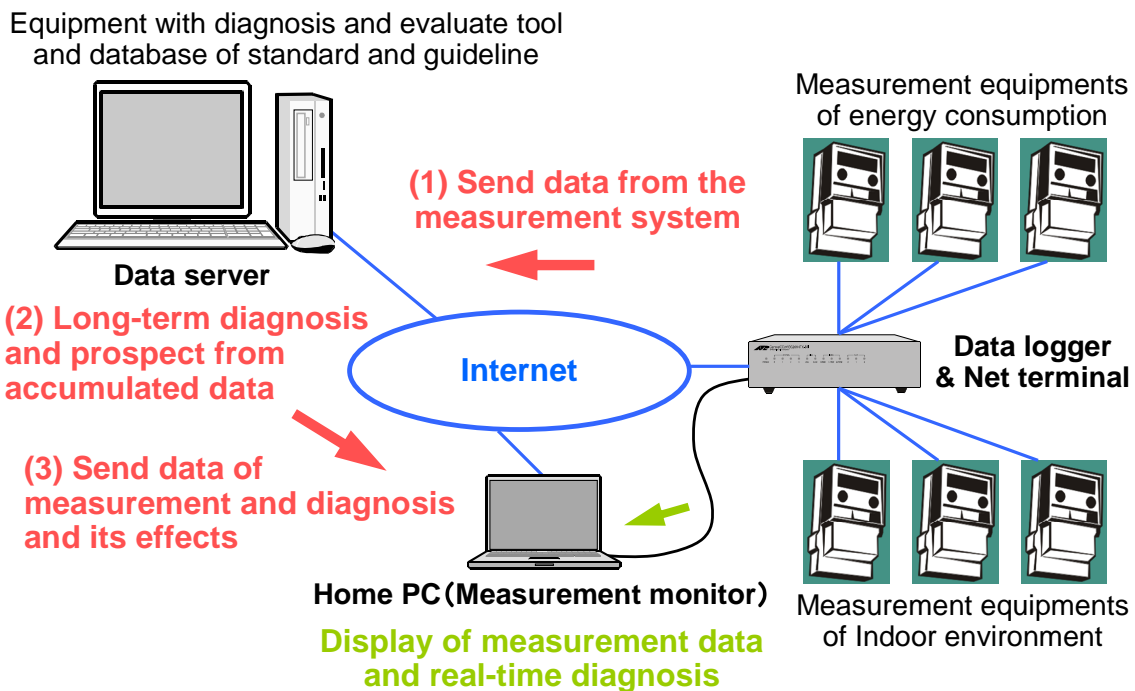 Equipment with diagnosis and evaluate tool
and database of standard and guideline
Measurement equipments
of energy consumption
(1) Send data from the
measurement system
Data server
(2) Long-term diagnosis
and prospect from
accumulated data
Internet
Data logger
& Net terminal
(3) Send data of
measurement and diagnosis
and its effects
Home PC(Measurement monitor)
Display of measurement data
and real-time diagnosis
Measurement equipments
of Indoor environment